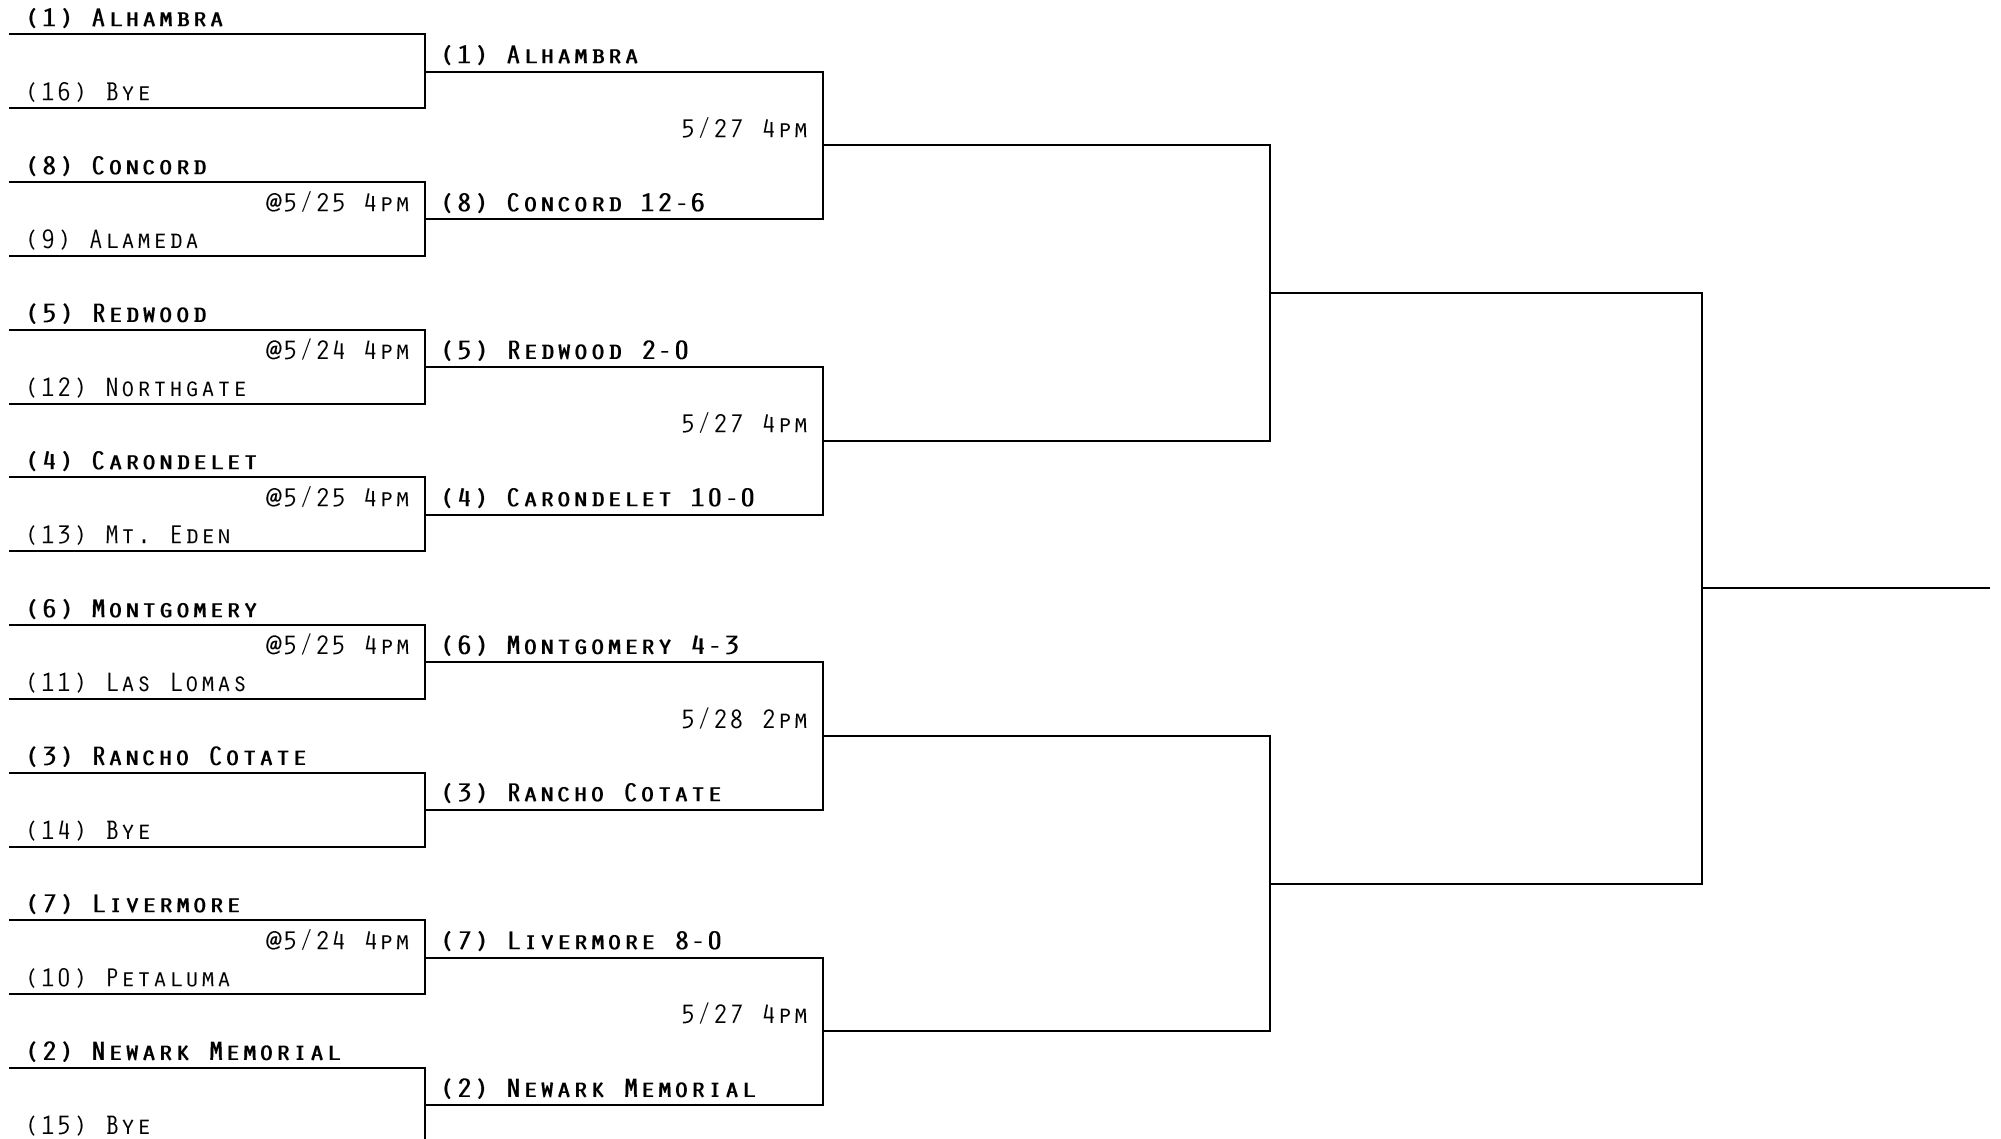 (1) Alhambra
(1) Alhambra
(16) Bye
5/27 4pm
(8) Concord
@5/25 4pm
(8) Concord 12-6
(9) Alameda
(5) Redwood
@5/24 4pm
(5) Redwood 2-0
(12) Northgate
5/27 4pm
(4) Carondelet
@5/25 4pm
(4) Carondelet 10-0
(13) Mt. Eden
(6) Montgomery
@5/25 4pm
(6) Montgomery 4-3
(11) Las Lomas
5/28 2pm
(3) Rancho Cotate
(3) Rancho Cotate
(14) Bye
(7) Livermore
@5/24 4pm
(7) Livermore 8-0
(10) Petaluma
5/27 4pm
(2) Newark Memorial
(2) Newark Memorial
(15) Bye